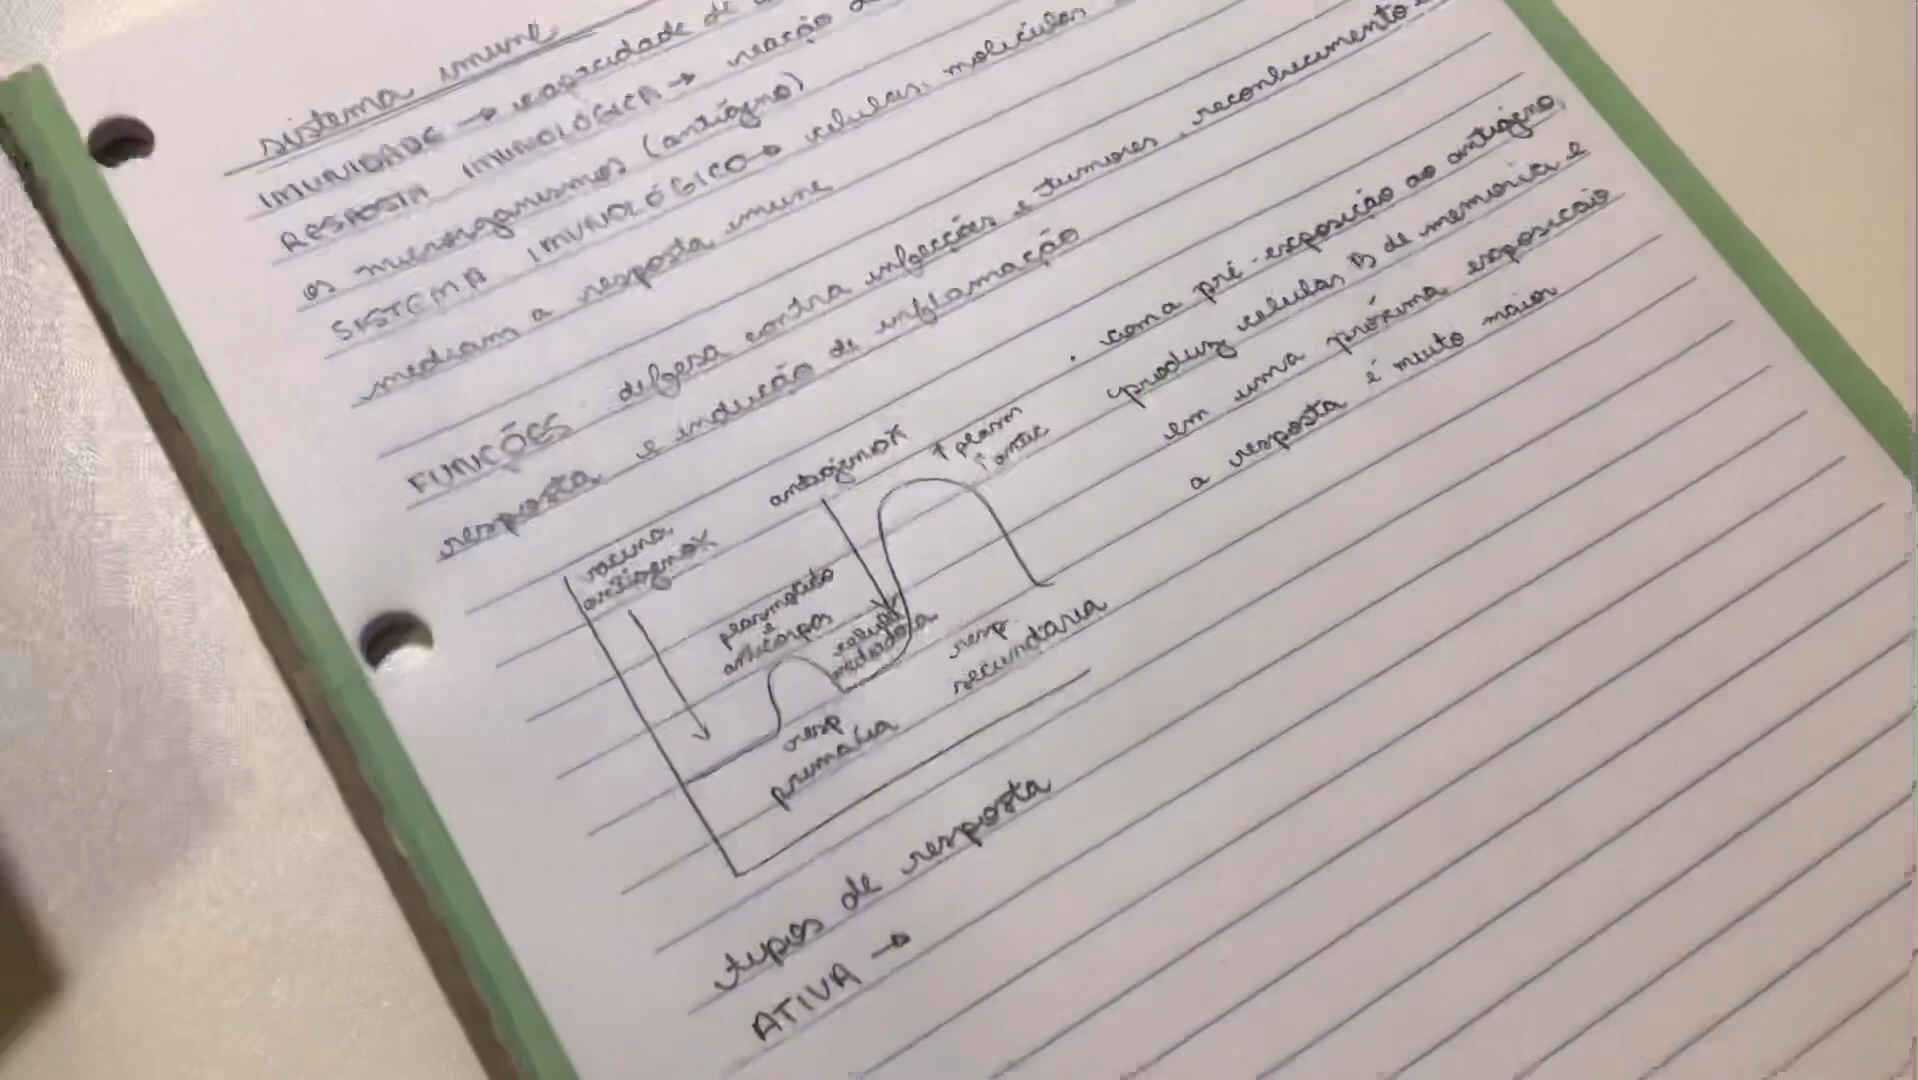 sistema imune
IMUNIDADE → capacidade de
RESPOSTA IMUNOLÓGICA → reação
os microrganismos (antígeno)
SISTEMA IMUNOLÓGICO → células, moléculas
mediam a resposta imune
FUNÇÕES · defesa contra infecções e tumores, reconhecimento
resposta e indução de inflamação
· com a pré-exposição ao antígeno,
produz células B de memória e
em uma próxima exposição
a resposta é muito maior
vacina
antígeno X
antígeno X
↑ plasm
↑ antic
plasmócito
e
anticorpos
célula
resp
primária
resp
secundária
tipos de resposta
ATIVA →